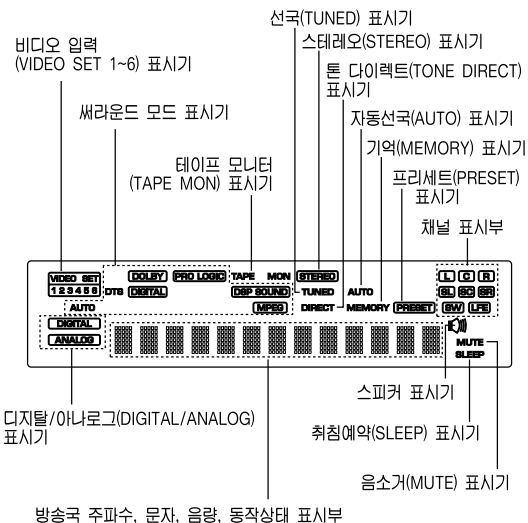 선국(TUNED) 표시기
비디오 입력
(VIDEO SET 1~6) 표시기
스테레오(STEREO) 표시기
톤 다이렉트(TONE DIRECT)
표시기
써라운드 모드 표시기
자동선국(AUTO) 표시기
기억(MEMORY) 표시기
테이프 모니터
(TAPE MON) 표시기
프리세트(PRESET)
표시기
채널 표시부
VIDEO SET DOLBY PRO LOGIC TAPE MON STEREO L C R
1 2 3 4 5 6 DTS DIGITAL DSP SOUND TUNED AUTO SL SC SR
AUTO MPEG DIRECT MEMORY PRESET SW LFE
DIGITAL
ANALOG
MUTE
SLEEP
스피커 표시기
디지탈/아나로그(DIGITAL/ANALOG)
표시기
취침예약(SLEEP) 표시기
음소거(MUTE) 표시기
방송국 주파수, 문자, 음량, 동작상태 표시부